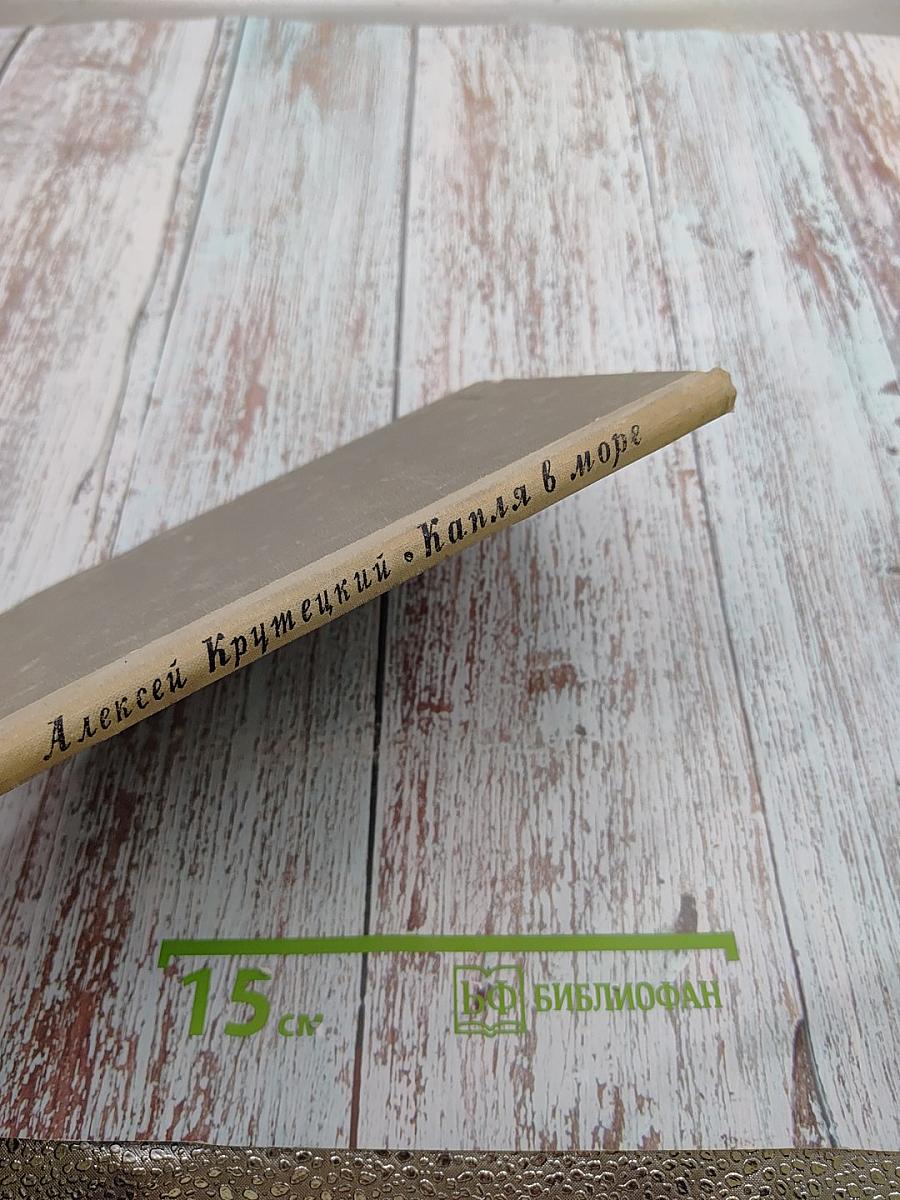 Алексей Крутецкий • Капля в море
15 см
БФ БИБЛИОФАН